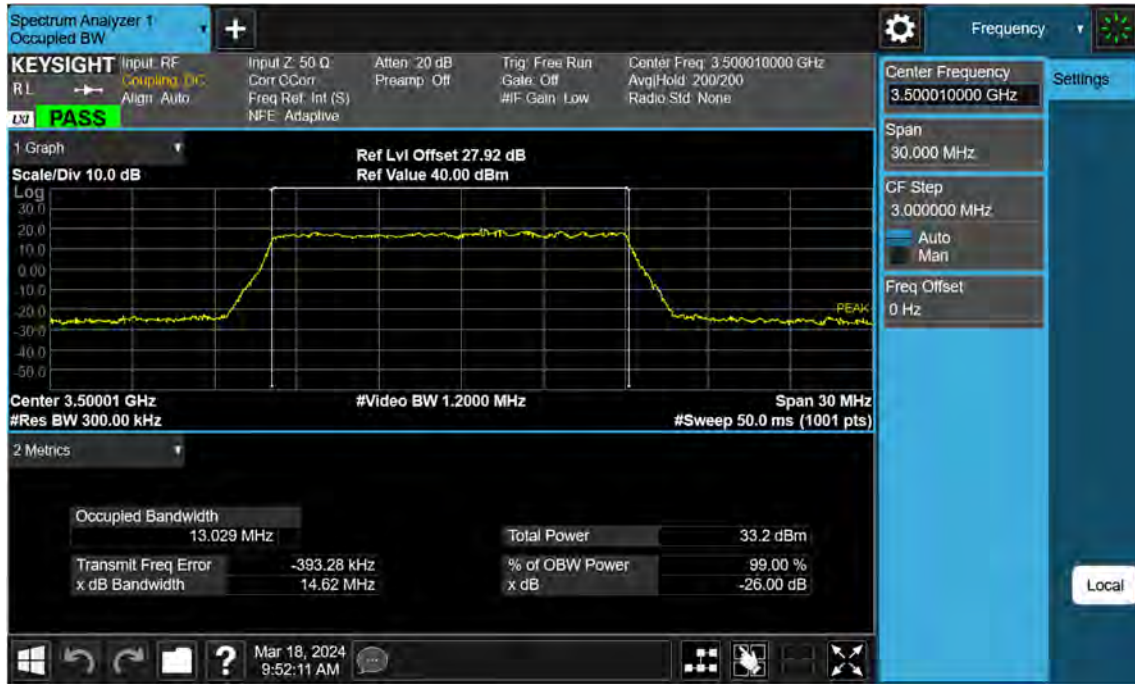 Spectrum Analyzer 1
Occupied BW
+
Frequency
KEYSIGHT
RL
LXI PASS
Input: RF
Coupling: DC
Align: Auto
Input Z: 50 Ω
Corr CCorr
Freq Ref: Int (S)
NFE: Adaptive
Atten: 20 dB
Preamp: Off
Trig: Free Run
Gate: Off
#IF Gain: Low
Center Freq: 3.500010000 GHz
Avg|Hold: 200/200
Radio Std: None
Center Frequency
3.500010000 GHz
Settings
Span
30.000 MHz
CF Step
3.000000 MHz
Auto
Man
Freq Offset
0 Hz
1 Graph
Scale/Div 10.0 dB
Ref Lvl Offset 27.92 dB
Ref Value 40.00 dBm
Log
30.0
20.0
10.0
0.00
-10.0
-20.0
-30.0
-40.0
-50.0
PEAK
Center 3.50001 GHz
#Video BW 1.2000 MHz
Span 30 MHz
#Res BW 300.00 kHz
#Sweep 50.0 ms (1001 pts)
2 Metrics
Occupied Bandwidth
13.029 MHz
Total Power 33.2 dBm
Transmit Freq Error -393.28 kHz
% of OBW Power 99.00 %
x dB Bandwidth 14.62 MHz
x dB -26.00 dB
Local
?
Mar 18, 2024
9:52:11 AM